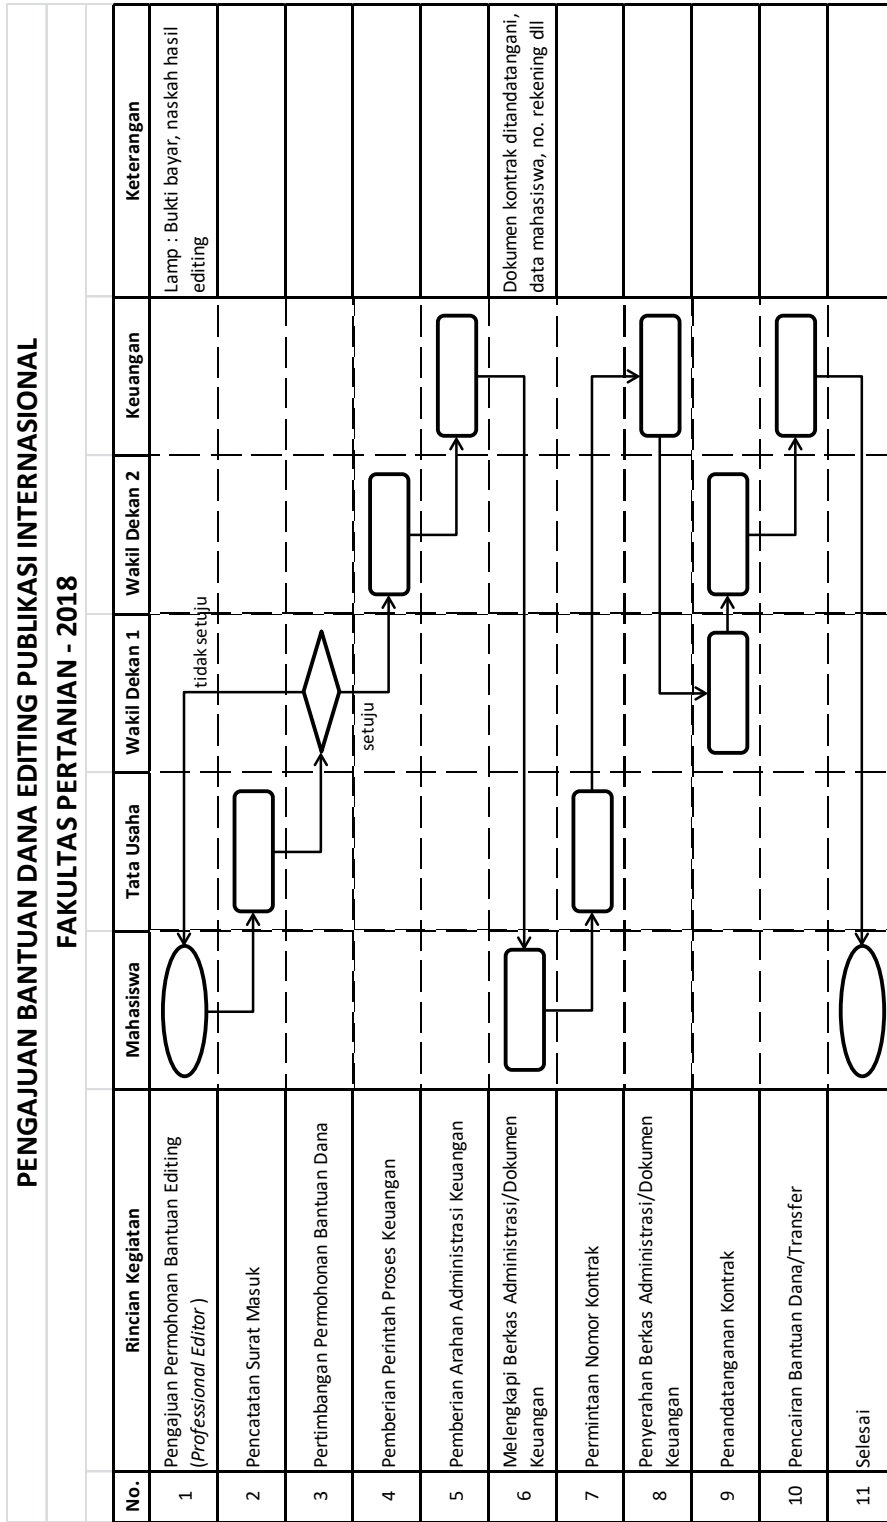 PENGAJUAN BANTUAN DANA EDITING PUBLIKASI INTERNASIONAL
FAKULTAS PERTANIAN - 2018
No. Rincian Kegiatan Mahasiswa Tata Usaha Wakil Dekan 1 Wakil Dekan 2 Keuangan Keterangan
1 Pengajuan Permohonan Bantuan Editing
(Professional Editor )
tidak setuju
Lamp : Bukti bayar, naskah hasil
editing
2 Pencatatan Surat Masuk
3 Pertimbangan Permohonan Bantuan Dana
setuju
4 Pemberian Perintah Proses Keuangan
5 Pemberian Arahan Administrasi Keuangan
6 Melengkapi Berkas Administrasi/Dokumen
Keuangan
Dokumen kontrak ditandatangani,
data mahasiswa, no. rekening dll
7 Permintaan Nomor Kontrak
8 Penyerahan Berkas Administrasi/Dokumen
Keuangan
9 Penandatanganan Kontrak
10 Pencairan Bantuan Dana/Transfer
11 Selesai